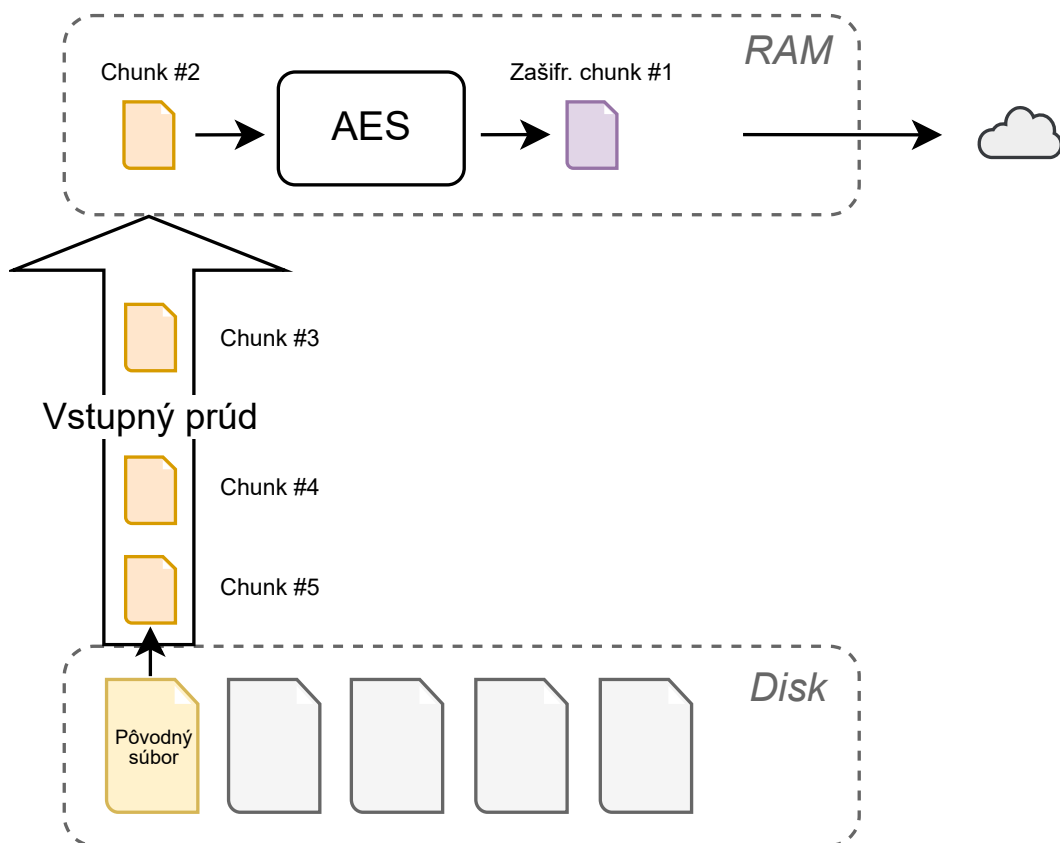 RAM
Chunk #2
Zašifr. chunk #1
AES
Chunk #3
Vstupný prúd
Chunk #4
Chunk #5
Disk
Pôvodný
súbor